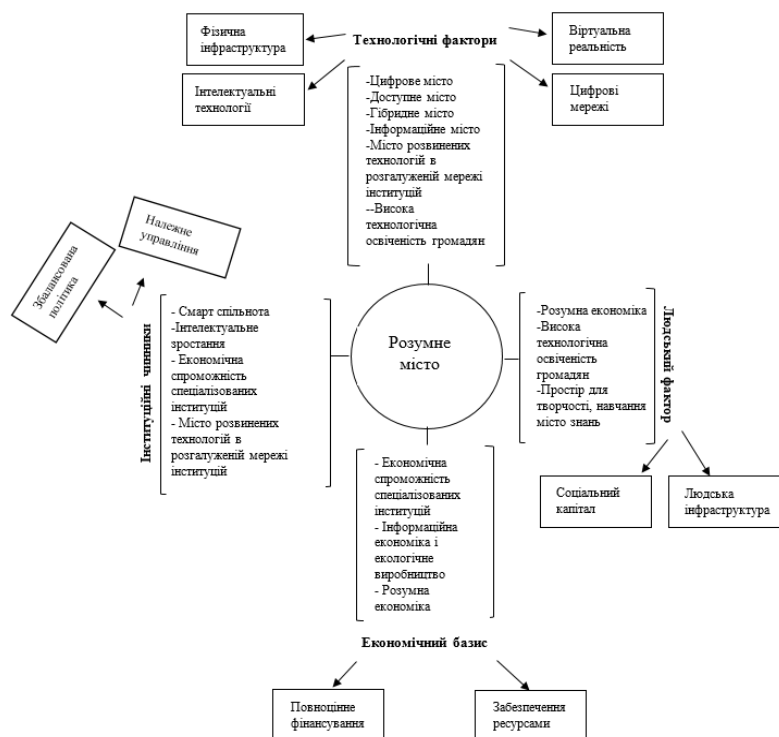 Фізична
інфраструктура
Технологічні фактори
Віртуальна
реальність
Інтелектуальні
технології
Цифрові
мережі
-Цифрове місто
-Доступне місто
-Гібридне місто
-Інформаційне місто
-Місто розвинених
технологій в
розгалуженій мережі
інституцій
--Висока
технологічна
освіченість громадян
Збалансована
політика
Належне
управління
Інституційні чинники
- Смарт спільнота
-Інтелектуальне
зростання
- Економічна
спроможність
спеціалізованих
інституцій
- Місто розвинених
технологій в
розгалуженій мережі
інституцій
Розумне
місто
-Розумна економіка
-Висока
технологічна
освіченість
громадян
-Простір для
творчості, навчання
місто знань
Людський фактор
Соціальний
капітал
Людська
інфраструктура
- Економічна
спроможність
спеціалізованих
інституцій
- Інформаційна
економіка і
екологічне
виробництво
- Розумна
економіка
Економічний базис
Повноцінне
фінансування
Забезпечення
ресурсами